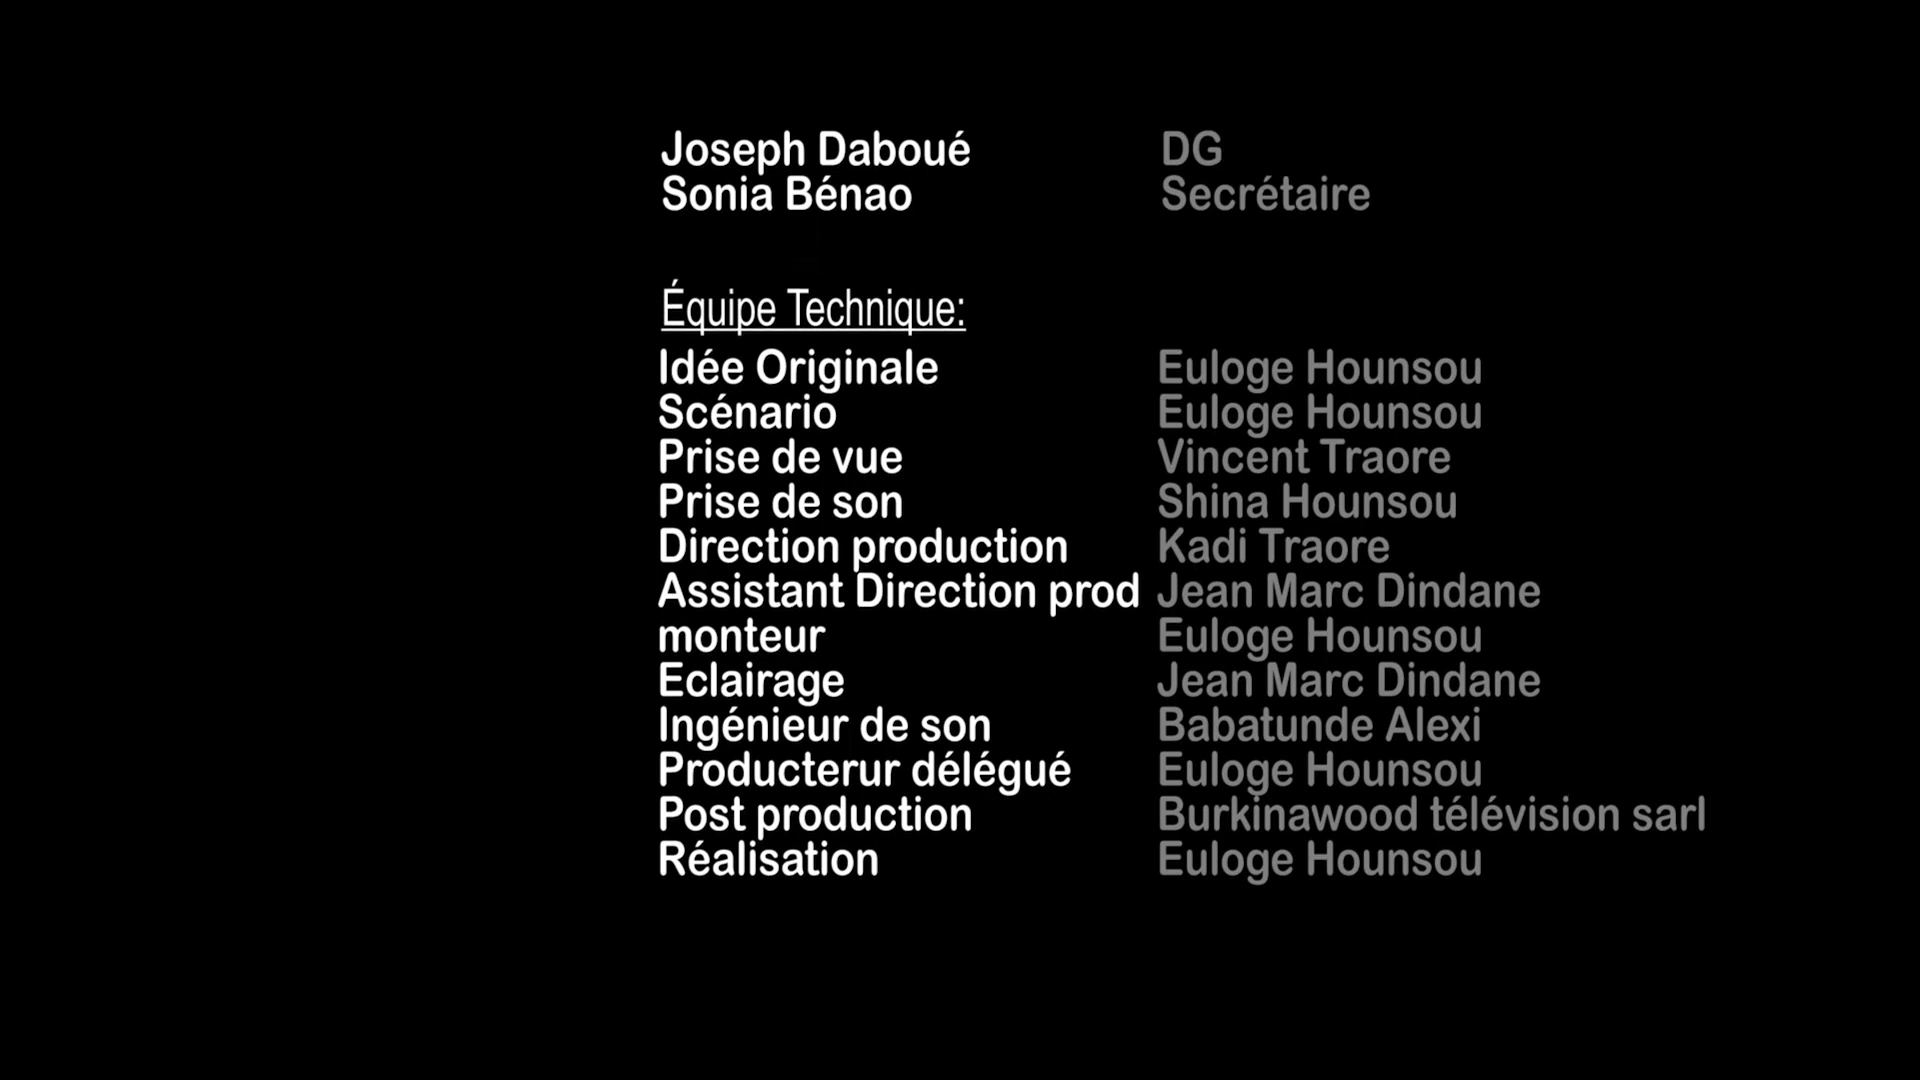 Joseph Daboué DG
Sonia Bénao Secrétaire
Équipe Technique:
Idée Originale Euloge Hounsou
Scénario Euloge Hounsou
Prise de vue Vincent Traore
Prise de son Shina Hounsou
Direction production Kadi Traore
Assistant Direction prod Jean Marc Dindane
monteur Euloge Hounsou
Eclairage Jean Marc Dindane
Ingénieur de son Babatunde Alexi
Producterur délégué Euloge Hounsou
Post production Burkinawood télévision sarl
Réalisation Euloge Hounsou